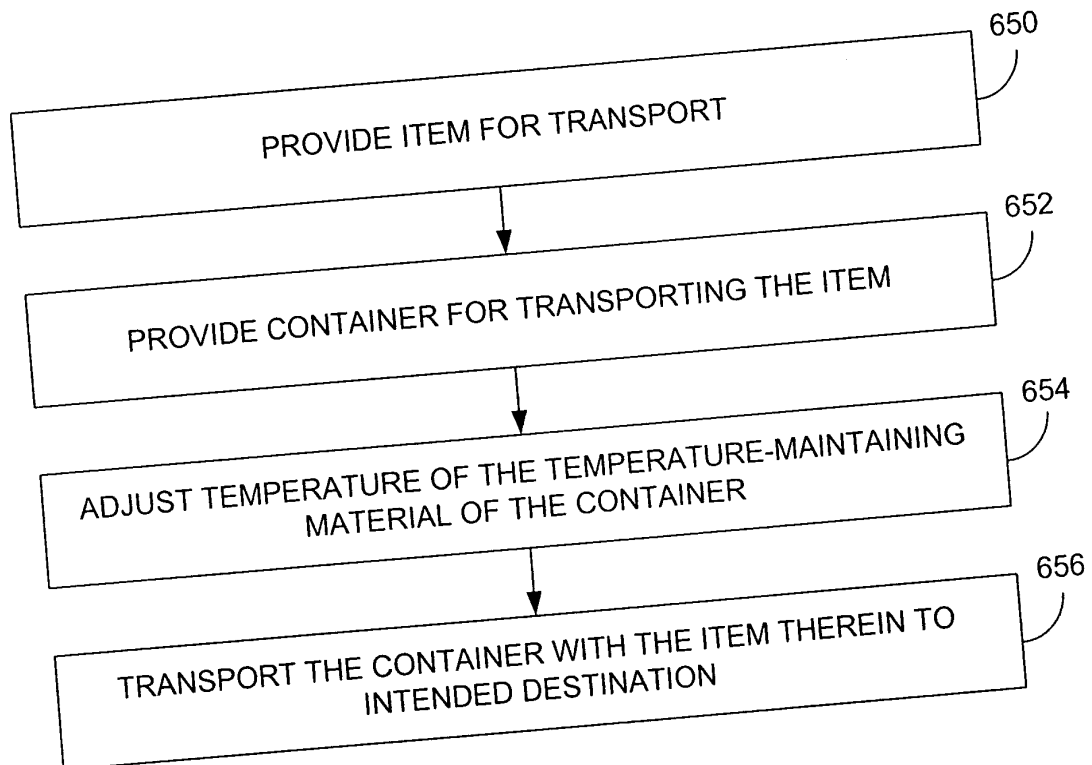 650
PROVIDE ITEM FOR TRANSPORT
652
PROVIDE CONTAINER FOR TRANSPORTING THE ITEM
654
ADJUST TEMPERATURE OF THE TEMPERATURE-MAINTAINING
MATERIAL OF THE CONTAINER
656
TRANSPORT THE CONTAINER WITH THE ITEM THEREIN TO
INTENDED DESTINATION